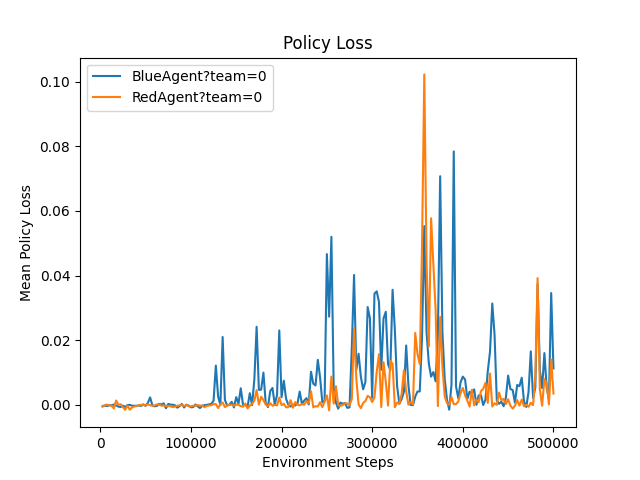 Policy Loss
BlueAgent?team=0
RedAgent?team=0
0.10
0.08
0.06
0.04
0.02
0.00
Mean Policy Loss
0
100000
200000
300000
400000
500000
Environment Steps